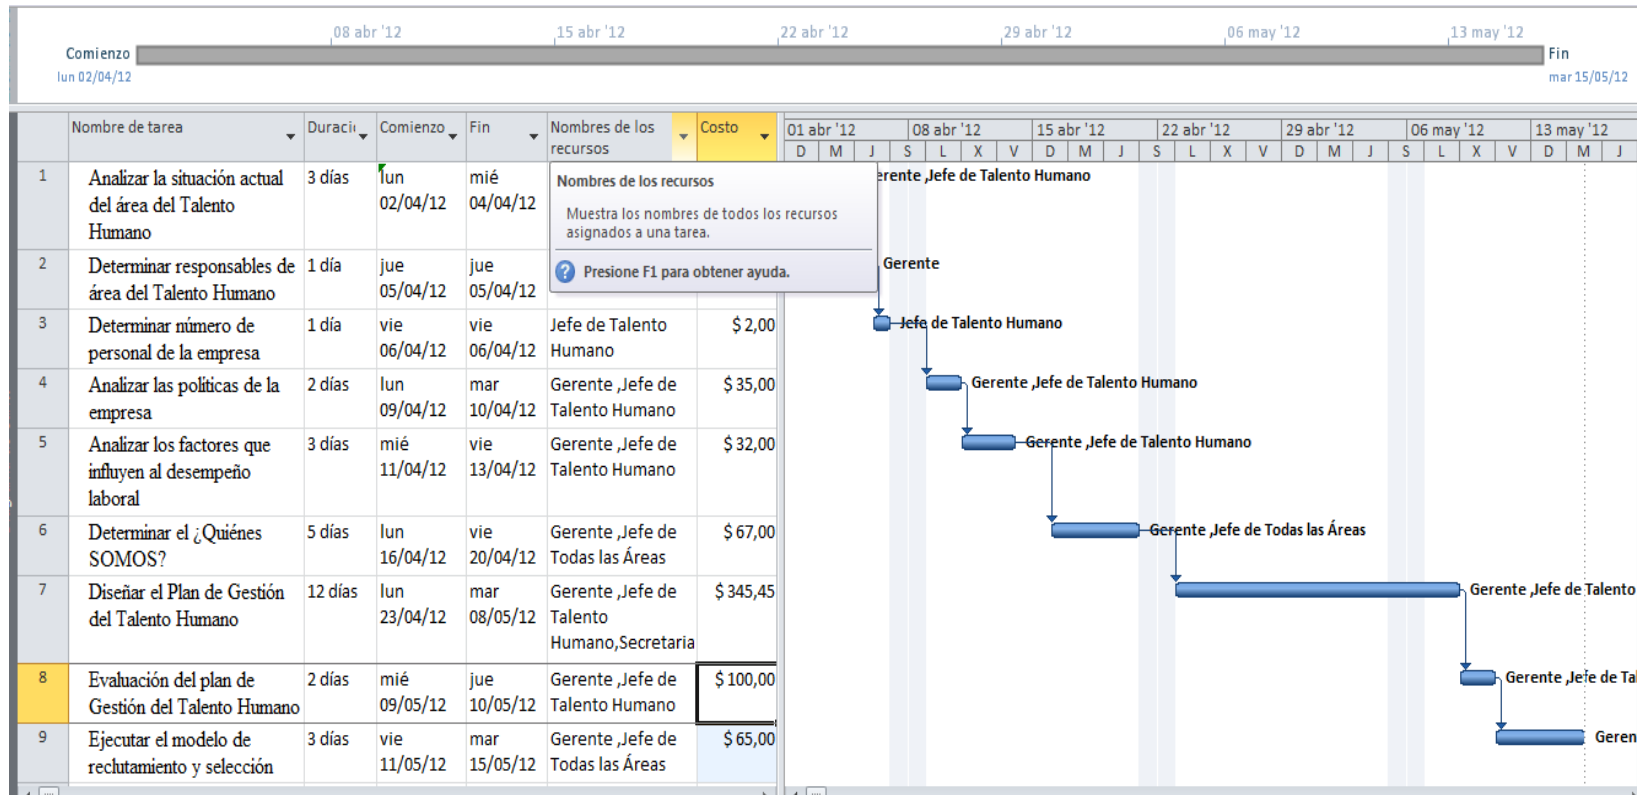 08 abr '12 15 abr '12 22 abr '12 29 abr '12 06 may '12 13 may '12
Comienzo Fin
lun 02/04/12 mar 15/05/12
Nombre de tarea Duració Comienzo Fin Nombres de los recursos Costo
01 abr '12 08 abr '12 15 abr '12 22 abr '12 29 abr '12 06 may '12 13 may '12
D M J S L X V D M J S L X V D M J S L X V D M J
1 Analizar la situación actual del área del Talento Humano 3 días lun 02/04/12 mié 04/04/12
Nombres de los recursos
Muestra los nombres de todos los recursos
asignados a una tarea.
Presione F1 para obtener ayuda.
erente ,Jefe de Talento Humano
2 Determinar responsables de área del Talento Humano 1 día jue 05/04/12 jue 05/04/12
Gerente
3 Determinar número de personal de la empresa 1 día vie 06/04/12 vie 06/04/12 Jefe de Talento Humano $ 2,00
Jefe de Talento Humano
4 Analizar las políticas de la empresa 2 días lun 09/04/12 mar 10/04/12 Gerente ,Jefe de Talento Humano $ 35,00
Gerente ,Jefe de Talento Humano
5 Analizar los factores que influyen al desempeño laboral 3 días mié 11/04/12 vie 13/04/12 Gerente ,Jefe de Talento Humano $ 32,00
Gerente ,Jefe de Talento Humano
6 Determinar el ¿Quiénes SOMOS? 5 días lun 16/04/12 vie 20/04/12 Gerente ,Jefe de Todas las Áreas $ 67,00
Gerente ,Jefe de Todas las Áreas
7 Diseñar el Plan de Gestión del Talento Humano 12 días lun 23/04/12 mar 08/05/12 Gerente ,Jefe de Talento Humano,Secretaria $ 345,45
Gerente ,Jefe de Talento
8 Evaluación del plan de Gestión del Talento Humano 2 días mié 09/05/12 jue 10/05/12 Gerente ,Jefe de Talento Humano $ 100,00
Gerente ,Jefe de Tal
9 Ejecutar el modelo de reclutamiento y selección 3 días vie 11/05/12 mar 15/05/12 Gerente ,Jefe de Todas las Áreas $ 65,00
Geren